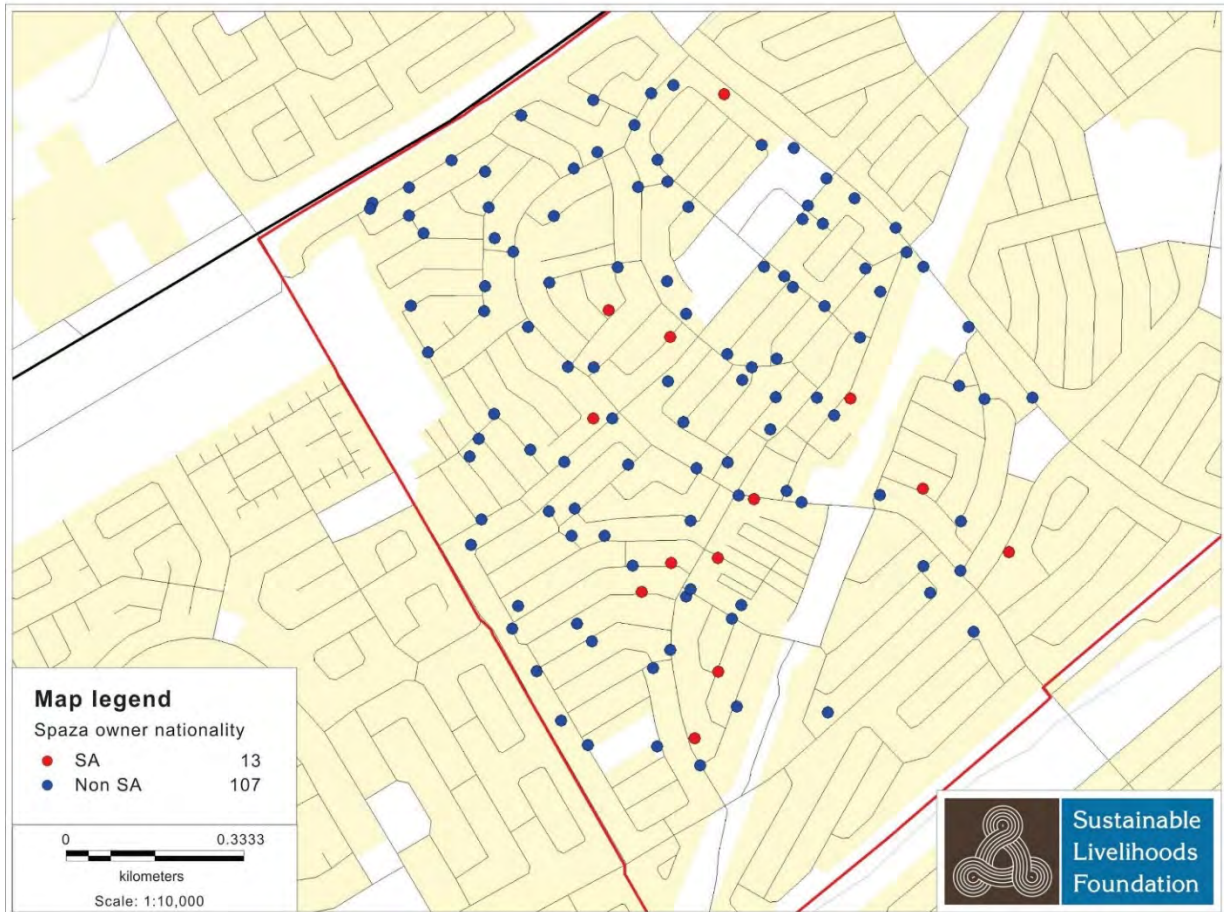 Map legend
Spaza owner nationality
SA 13
Non SA 107
0 0.3333
kilometers
Scale: 1:10,000
Sustainable
Livelihoods
Foundation